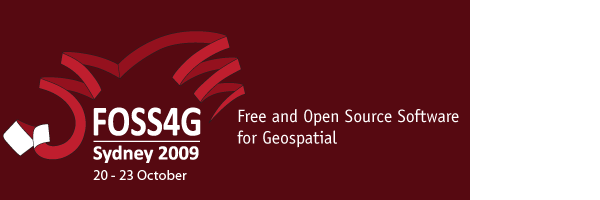 FOSS4G
Sydney 2009
20 - 23 October
Free and Open Source Software
for Geospatial